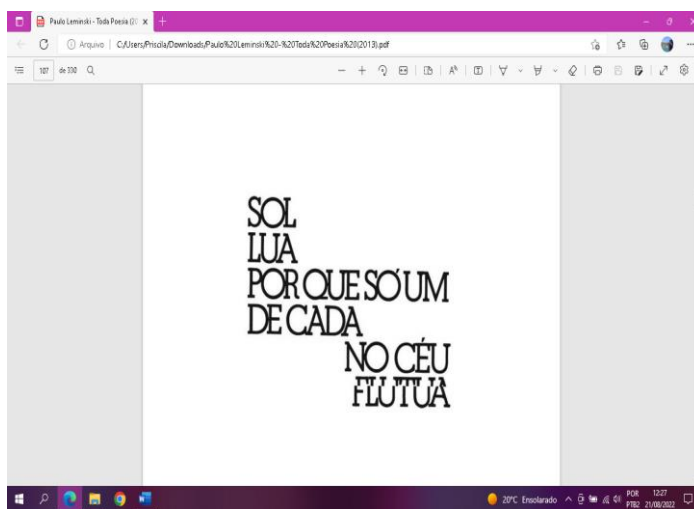 Paulo Leminski - Toda Poesia (20
Arquivo | C:/Users/Priscila/Downloads/Paulo%20Leminski%20-%20Toda%20Poesia%20(2013).pdf
107 de 330
SOL
LUA
POR QUE SÓ UM
DE CADA
NO CÉU
FLUTUA
20°C Ensolarado
POR
PTB2
12:27
21/08/2022